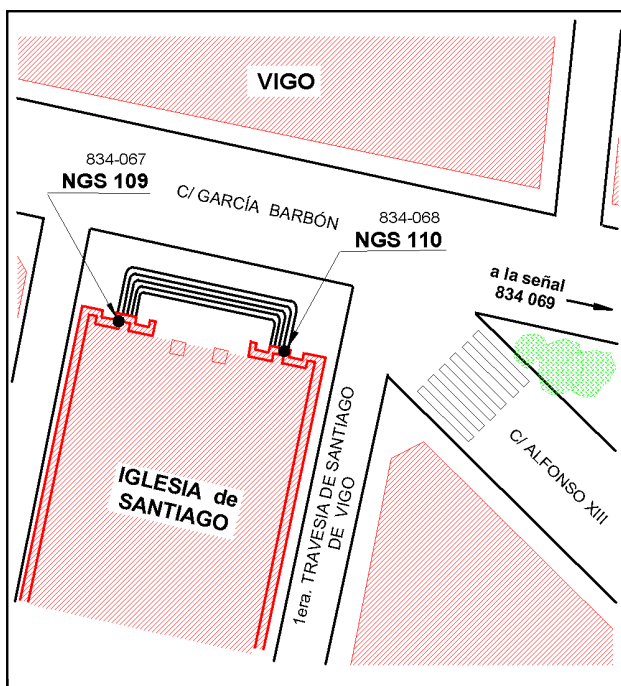 VIGO
834-067
NGS 109
C/ GARCÍA BARBÓN
834-068
NGS 110
a la señal
834 069
IGLESIA de
SANTIAGO
1era. TRAVESIA DE SANTIAGO
DE VIGO
C/ ALFONSO XIII